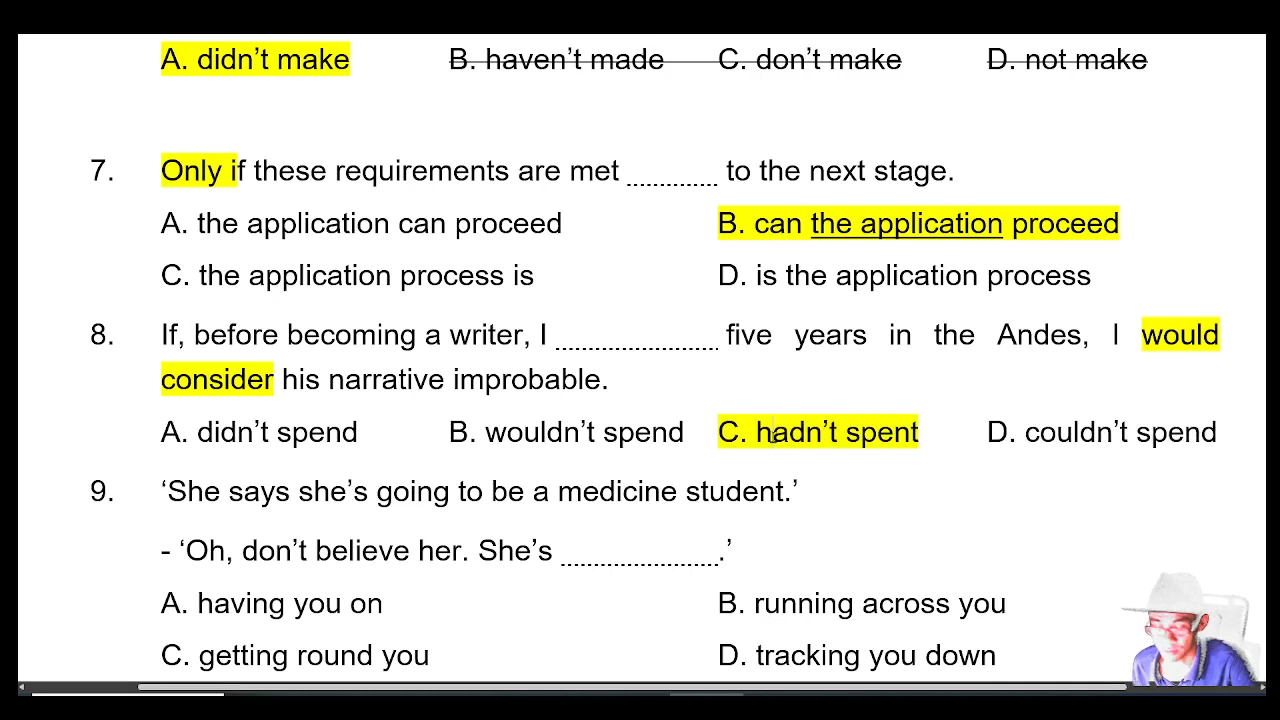 A. didn’t make B. haven’t made C. don’t make D. not make
7. Only if these requirements are met ............ to the next stage.
A. the application can proceed B. can the application proceed
C. the application process is D. is the application process
8. If, before becoming a writer, I ..................... five years in the Andes, I would
consider his narrative improbable.
A. didn’t spend B. wouldn’t spend C. hadn’t spent D. couldn’t spend
9. ‘She says she’s going to be a medicine student.’
- ‘Oh, don’t believe her. She’s .....................’
A. having you on B. running across you
C. getting round you D. tracking you down